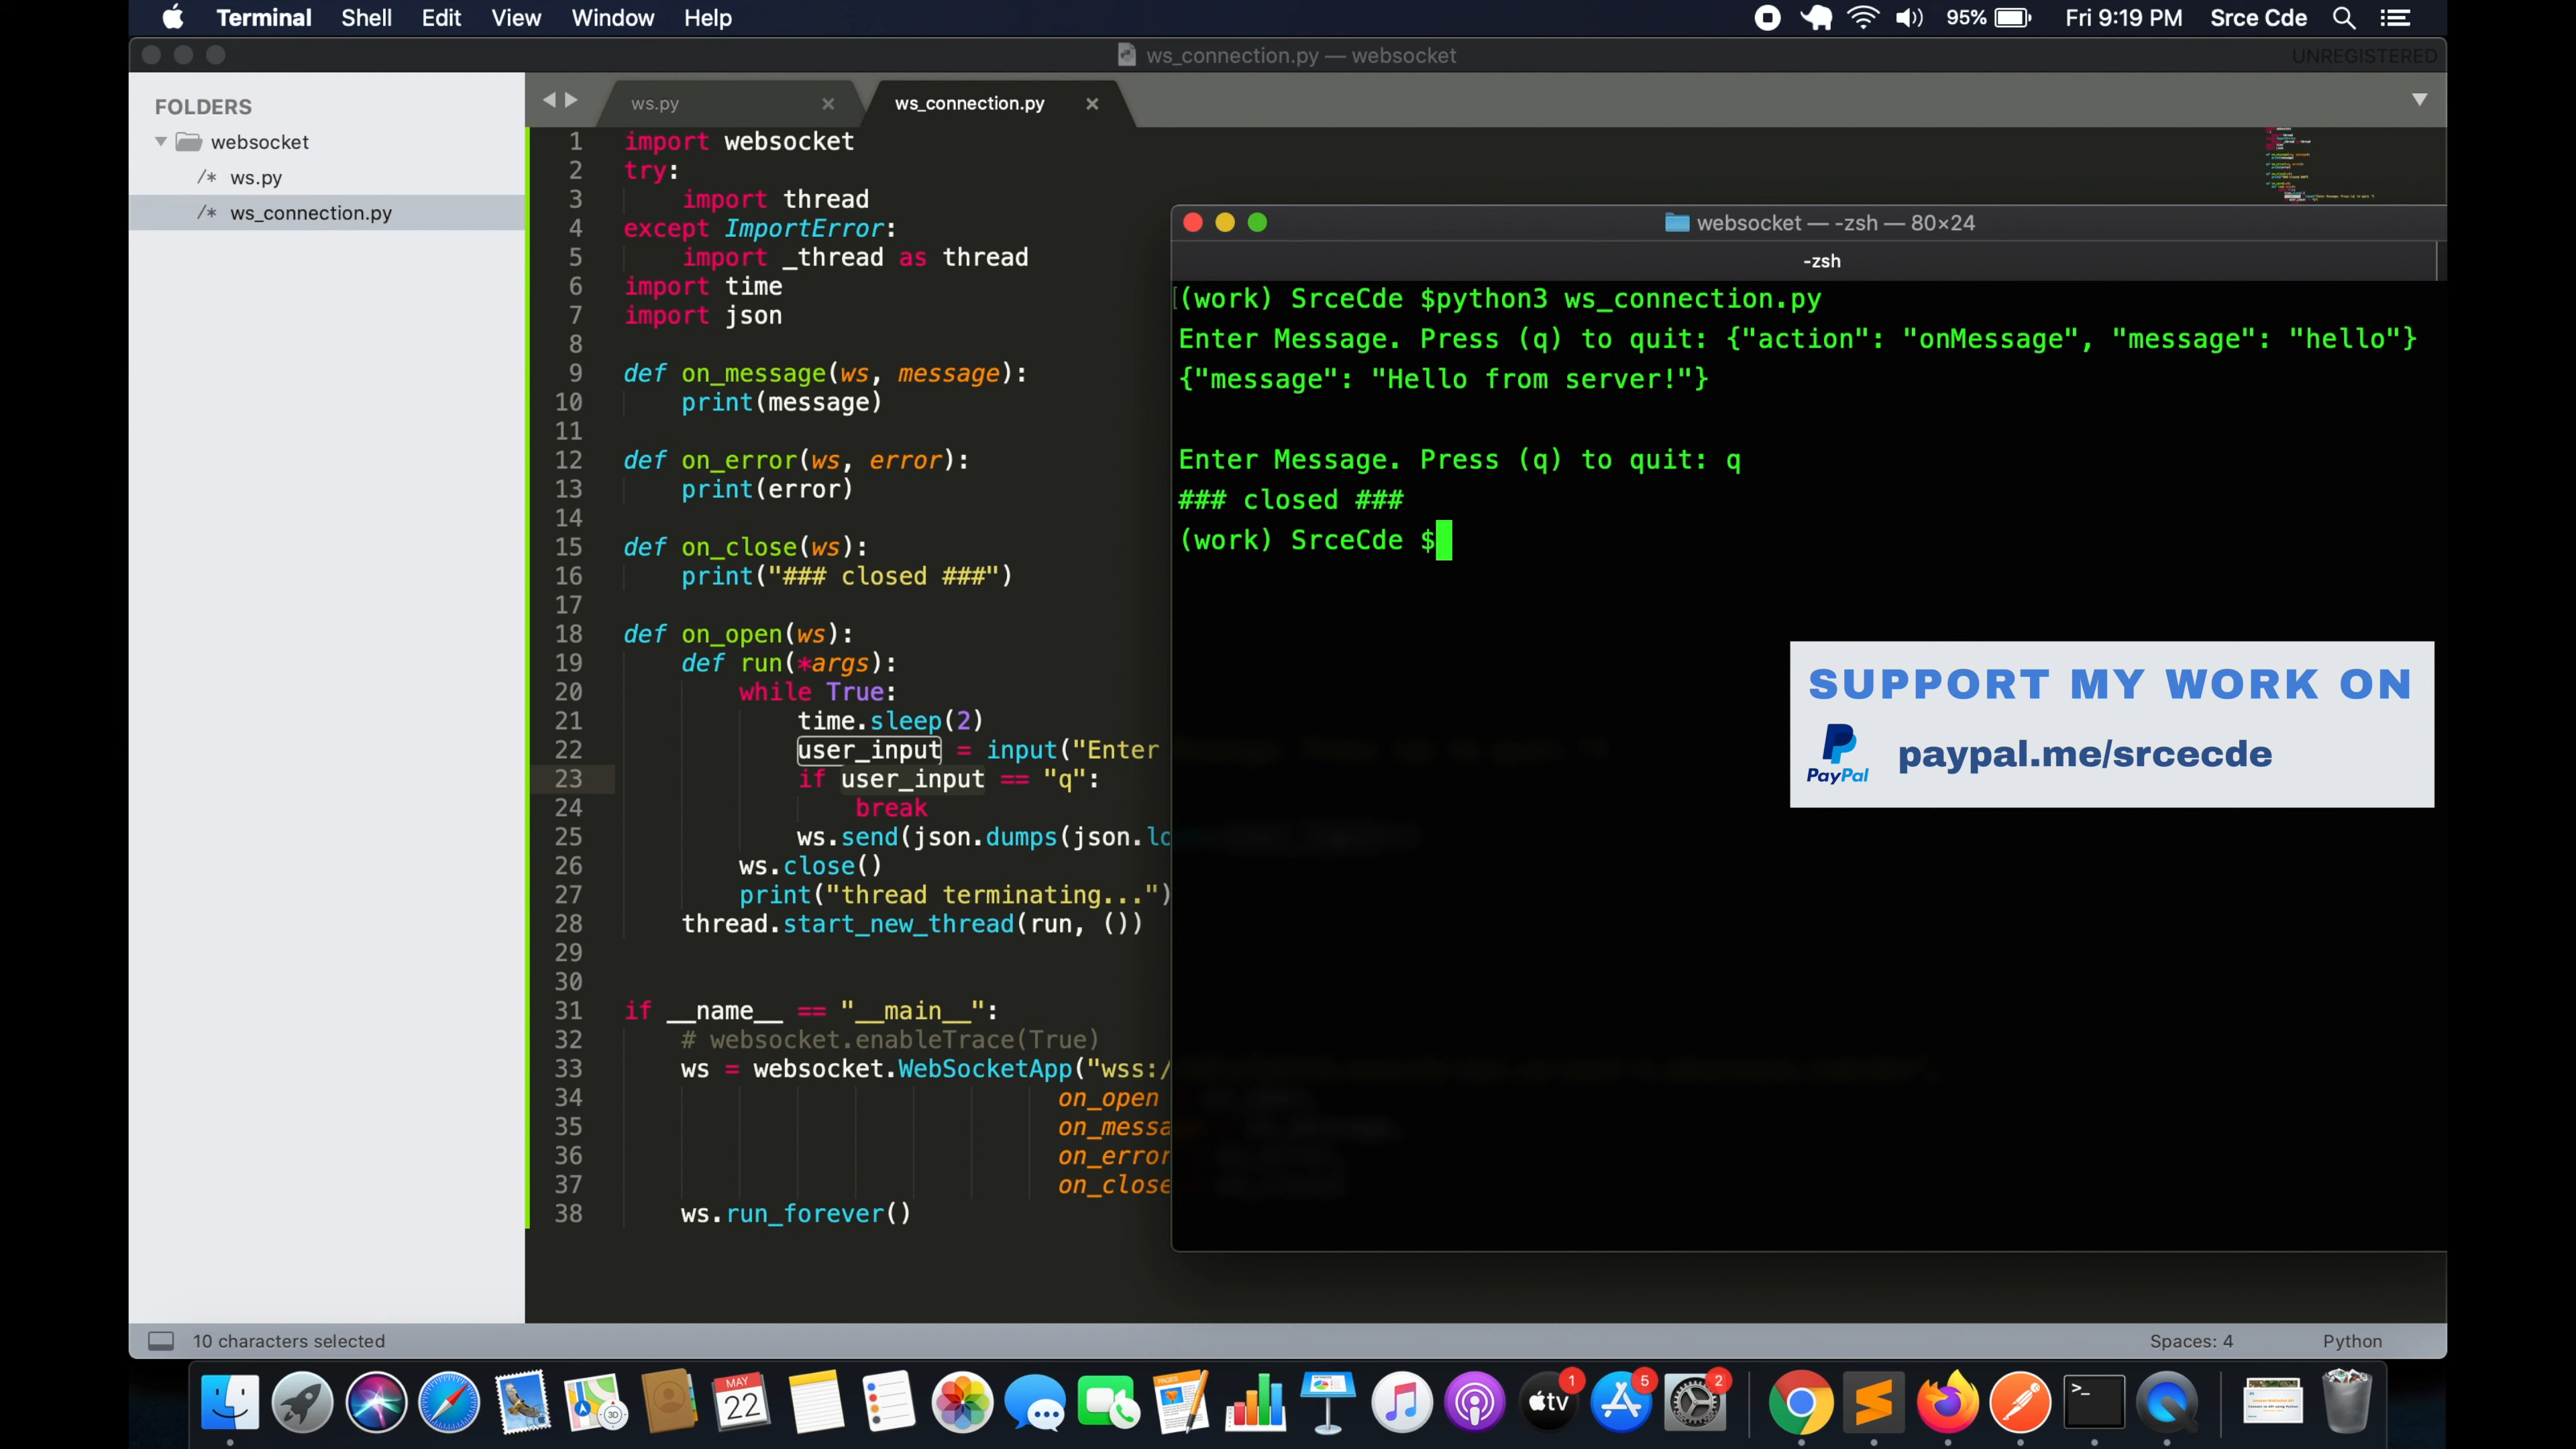 Terminal Shell Edit View Window Help
95% Fri 9:19 PM Srce Cde
ws_connection.py — websocket
UNREGISTERED
FOLDERS
websocket
/* ws.py
/* ws_connection.py
ws.py
ws_connection.py
1 import websocket
2 try:
3 import thread
4 except ImportError:
5 import _thread as thread
6 import time
7 import json
8
9 def on_message(ws, message):
10 print(message)
11
12 def on_error(ws, error):
13 print(error)
14
15 def on_close(ws):
16 print("### closed ###")
17
18 def on_open(ws):
19 def run(*args):
20 while True:
21 time.sleep(2)
22 user_input = input("Enter
23 if user_input == "q":
24 break
25 ws.send(json.dumps(json.lo
26 ws.close()
27 print("thread terminating...")
28 thread.start_new_thread(run, ())
29
30
31 if __name__ == "__main__":
32 # websocket.enableTrace(True)
33 ws = websocket.WebSocketApp("wss:/
34 on_open
35 on_messa
36 on_error
37 on_close
38 ws.run_forever()
websocket — -zsh — 80×24
-zsh
(work) SrceCde $python3 ws_connection.py
Enter Message. Press (q) to quit: {"action": "onMessage", "message": "hello"}
{"message": "Hello from server!"}
Enter Message. Press (q) to quit: q
### closed ###
(work) SrceCde $
SUPPORT MY WORK ON
PayPal paypal.me/srcecde
10 characters selected
Spaces: 4
Python
MAY
22
3D
PAGES
tv
1
5
2
>_